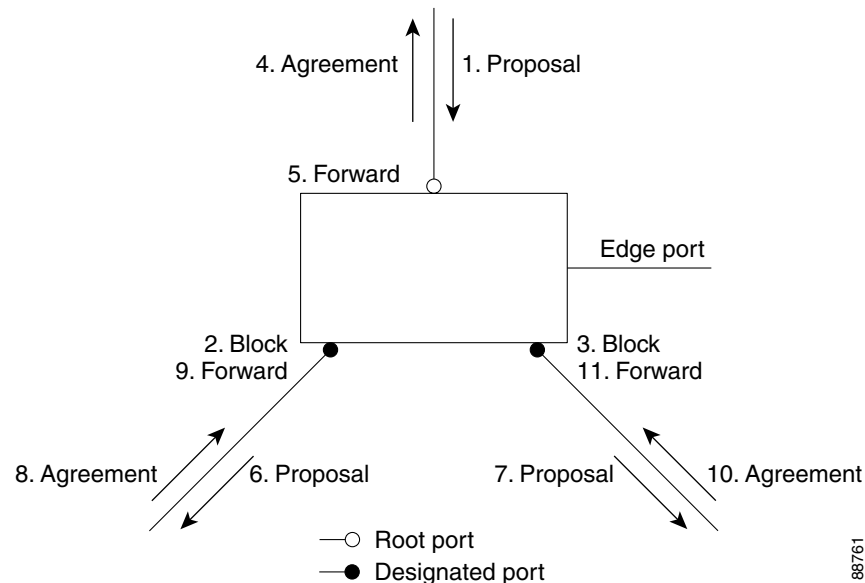 4. Agreement
1. Proposal
5. Forward
Edge port
2. Block
9. Forward
3. Block
11. Forward
8. Agreement
6. Proposal
7. Proposal
10. Agreement
Root port
Designated port
88761